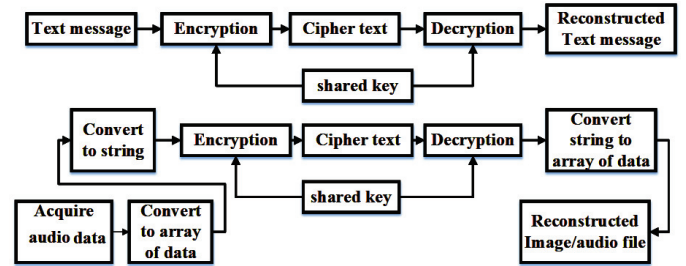 Text message
Encryption
Cipher text
Decryption
Reconstructed
Text message
shared key
Convert
to string
Encryption
Cipher text
Decryption
Convert
string to
array of data
shared key
Acquire
audio data
Convert
to array
of data
Reconstructed
Image/audio file